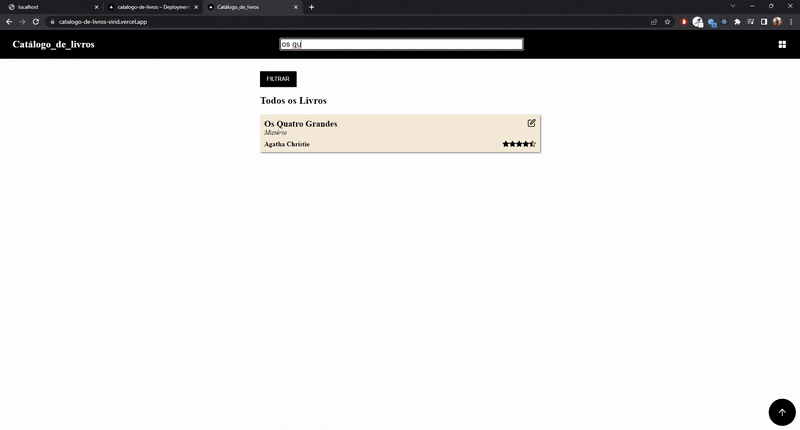 localhost
catalogo-de-livros – Deployment
Catálogo_de_livros
catalogo-de-livros-virid.vercel.app
Catálogo_de_livros
os qu
FILTRAR
Todos os Livros
Os Quatro Grandes
Mistério
Agatha Christie